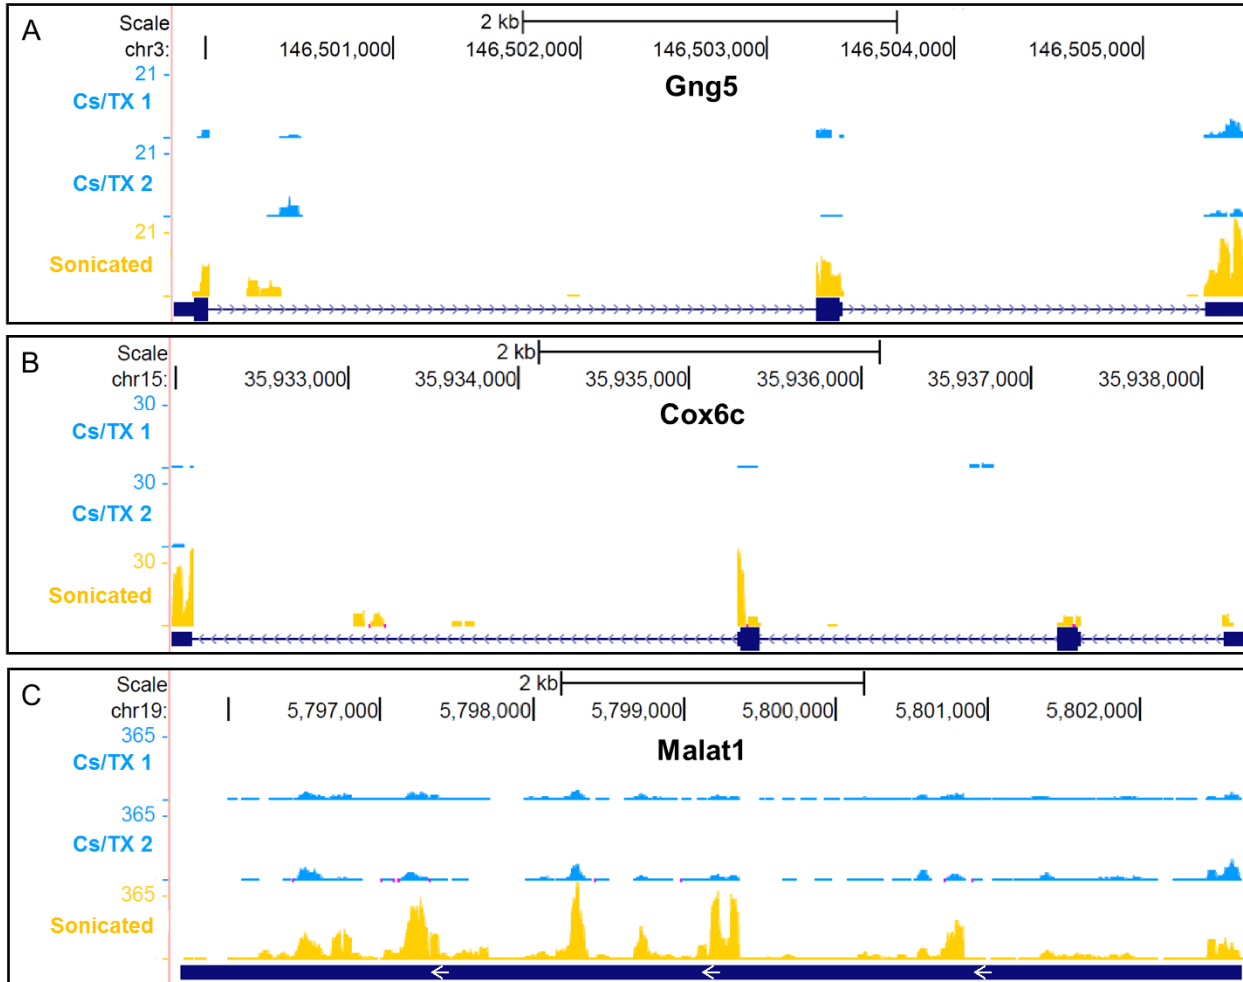 A
Scale 2 kb
chr3: 146,501,000 146,502,000 146,503,000 146,504,000 146,505,000
21 Gng5
Cs/TX 1
21
Cs/TX 2
21
Sonicated
B
Scale 2 kb
chr15: 35,933,000 35,934,000 35,935,000 35,936,000 35,937,000 35,938,000
30 Cox6c
Cs/TX 1
30
Cs/TX 2
30
Sonicated
C
Scale 2 kb
chr19: 5,797,000 5,798,000 5,799,000 5,800,000 5,801,000 5,802,000
365 Malat1
Cs/TX 1
365
Cs/TX 2
365
Sonicated